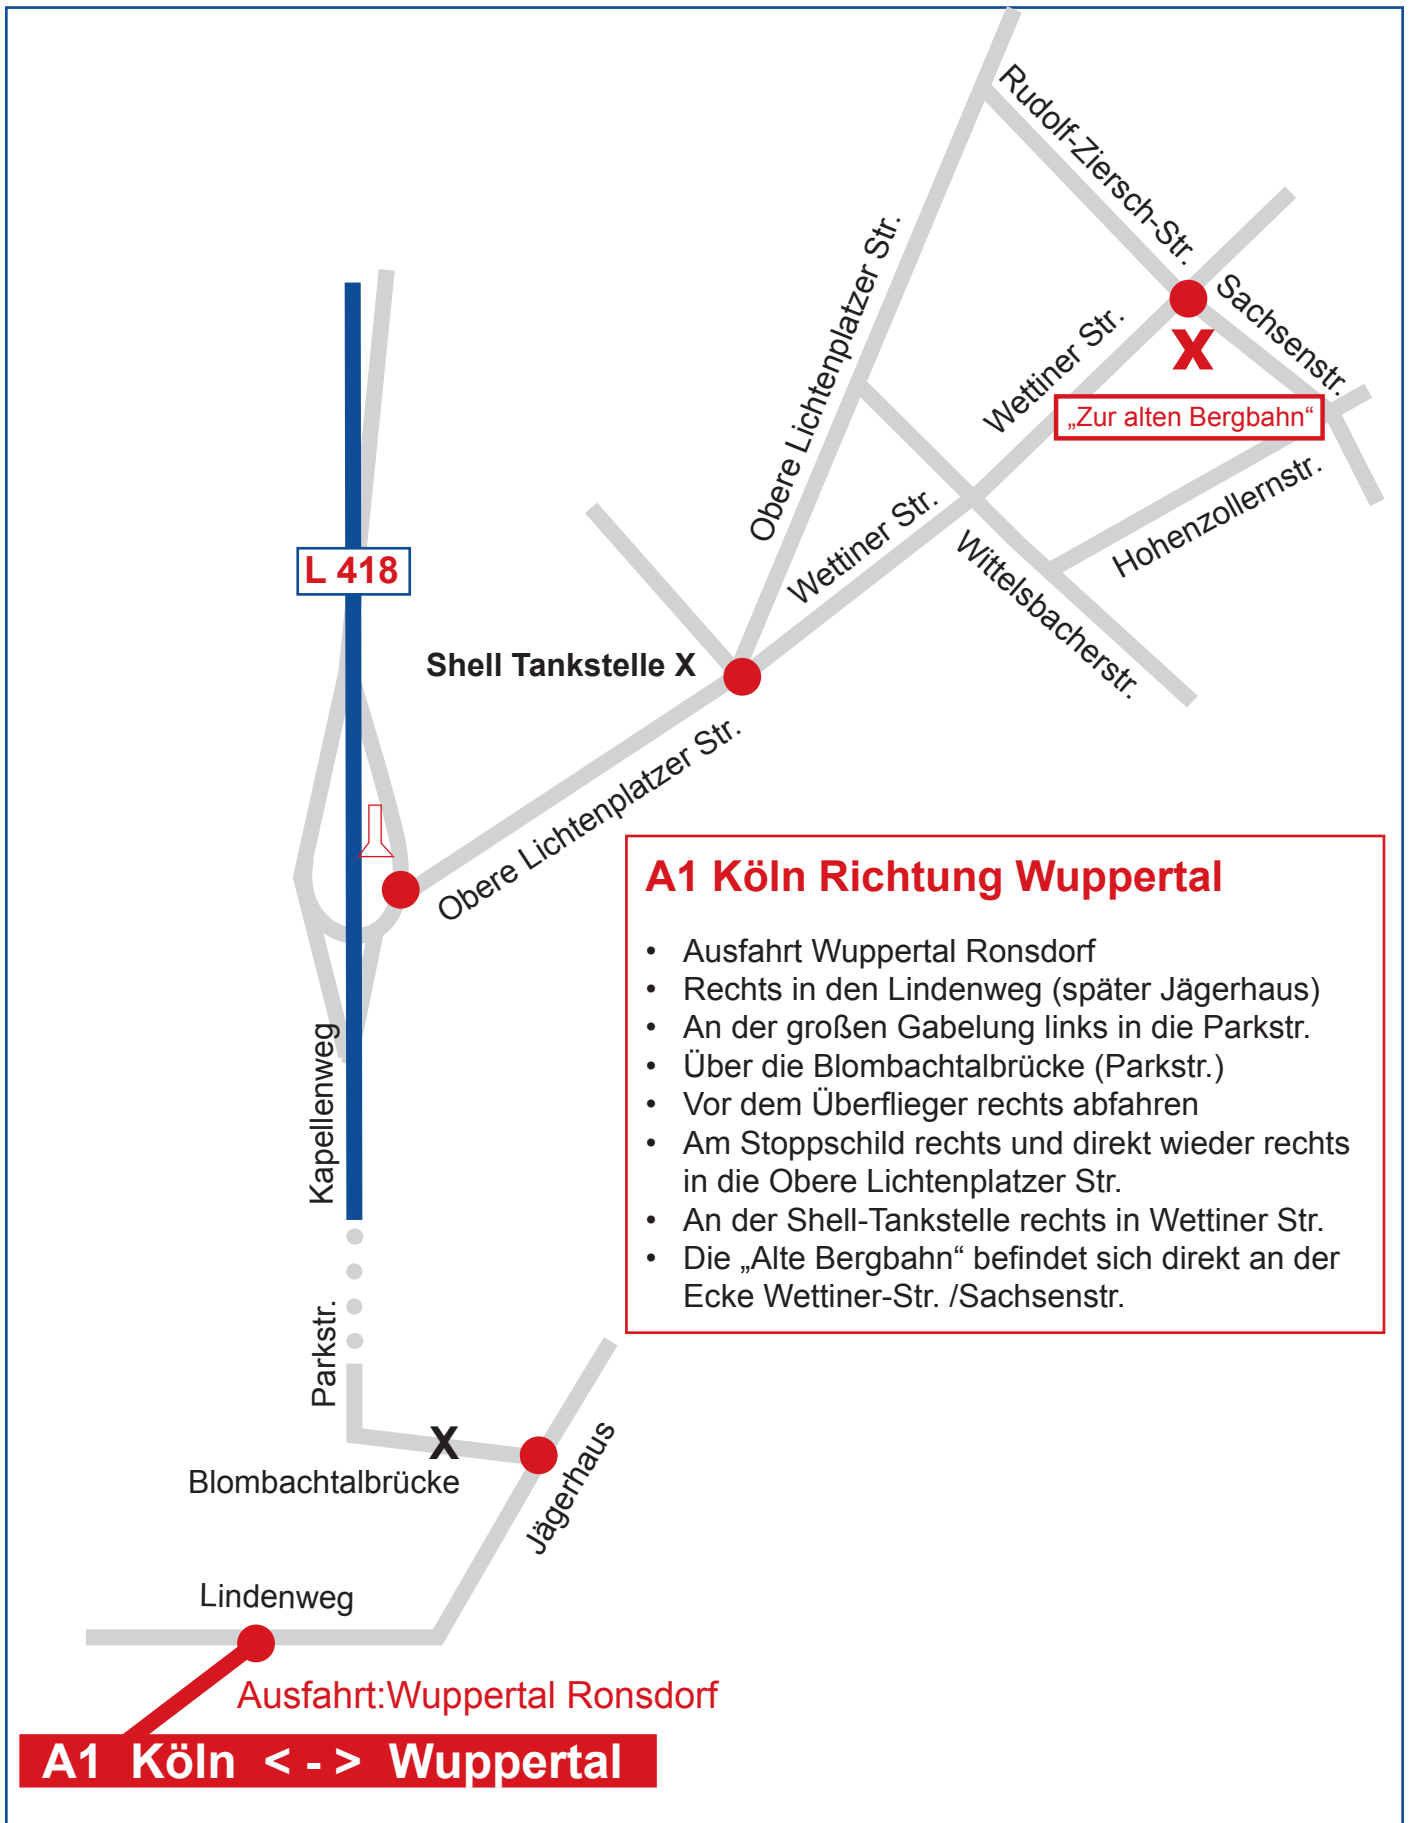 Rudolf-Ziersch-Str.
Sachsenstr.
Obere Lichtenplatzer Str.
Wettiner Str.
„Zur alten Bergbahn“
Hohenzollernstr.
Wettiner Str.
Wittelsbacherstr.
L 418
Shell Tankstelle X
Obere Lichtenplatzer Str.
A1 Köln Richtung Wuppertal
• Ausfahrt Wuppertal Ronsdorf
• Rechts in den Lindenweg (später Jägerhaus)
• An der großen Gabelung links in die Parkstr.
• Über die Blombachtalbrücke (Parkstr.)
• Vor dem Überflieger rechts abfahren
• Am Stoppschild rechts und direkt wieder rechts
in die Obere Lichtenplatzer Str.
• An der Shell-Tankstelle rechts in Wettiner Str.
• Die „Alte Bergbahn“ befindet sich direkt an der
Ecke Wettiner-Str. /Sachsenstr.
Kapellenweg
Parkstr.
X
Blombachtalbrücke
Jägerhaus
Lindenweg
Ausfahrt:Wuppertal Ronsdorf
A1 Köln < - > Wuppertal
X